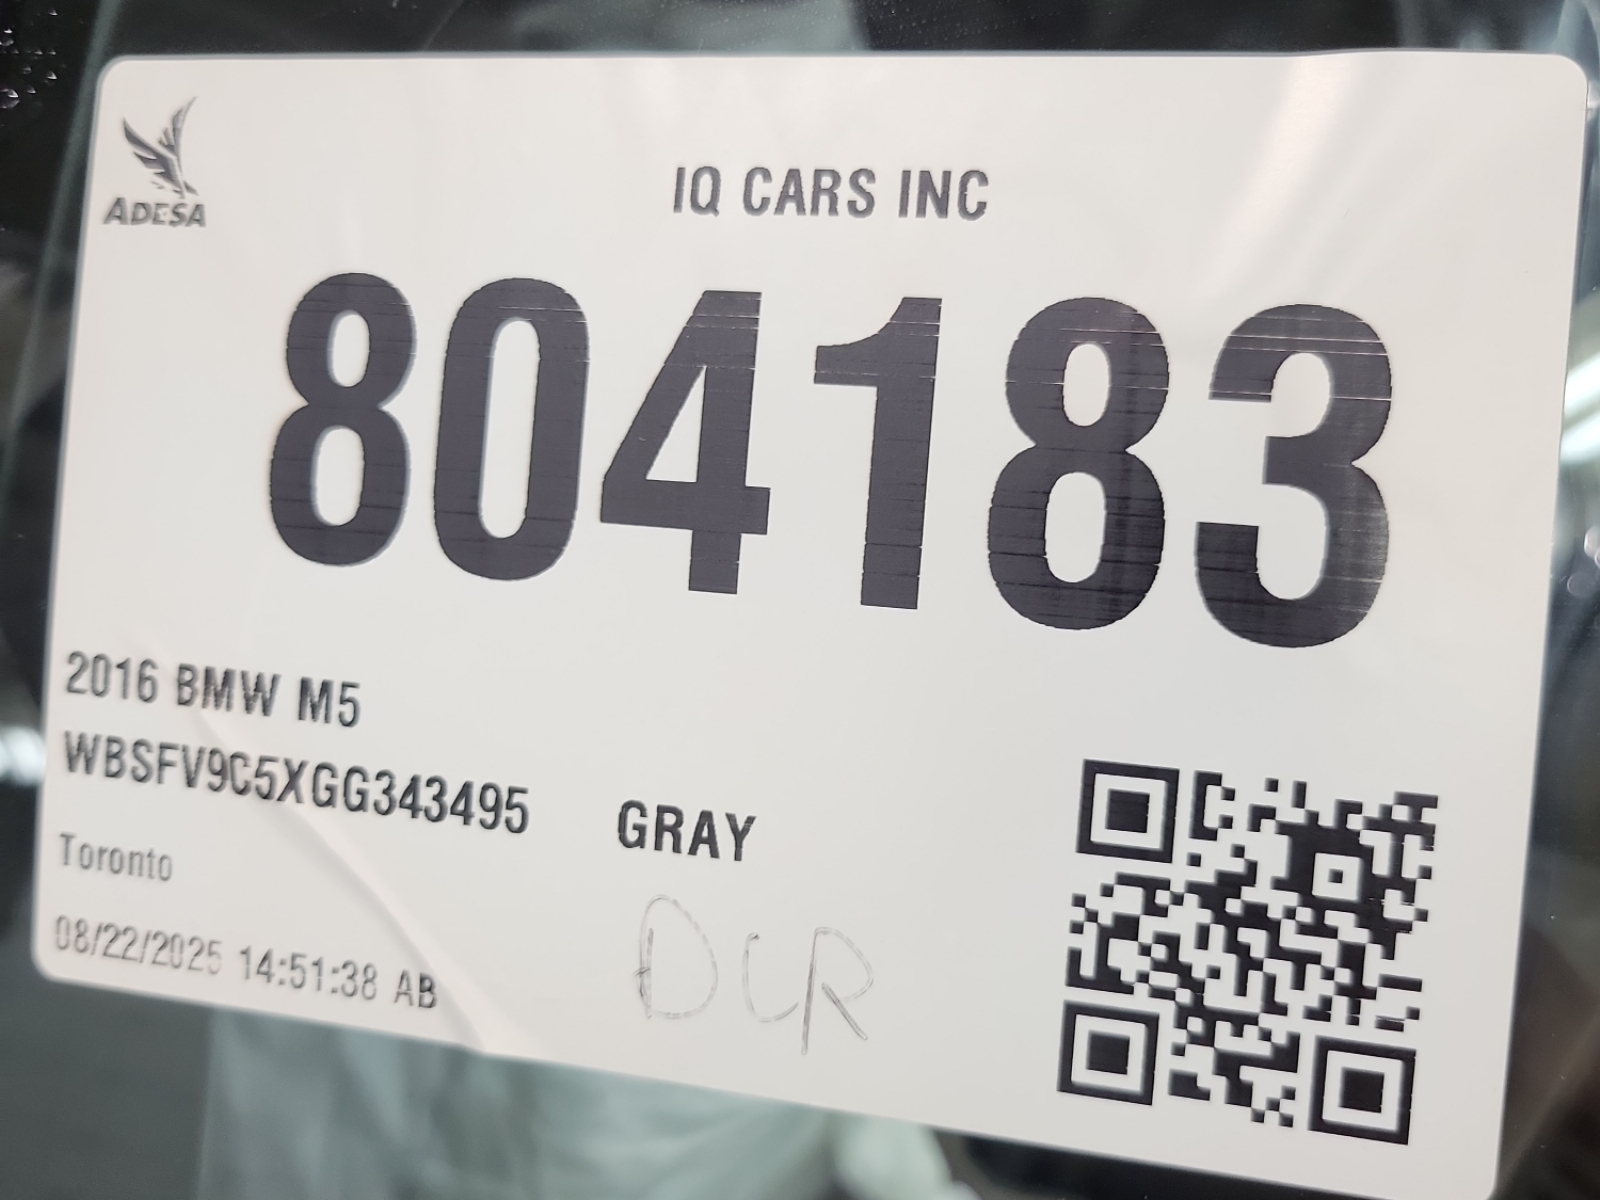 ADESA
IQ CARS INC
804183
2016 BMW M5
WBSFV9C5XGG343495 GRAY
Toronto
DCR
08/22/2025 14:51:38 AB